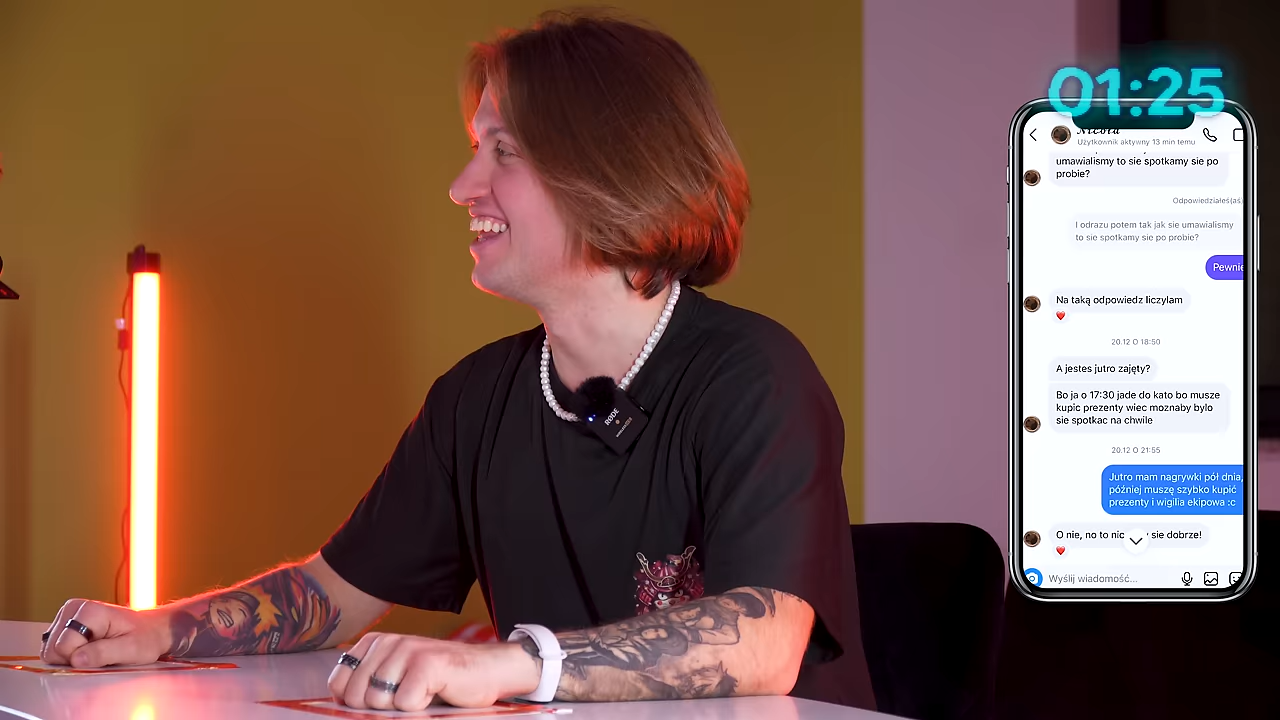 01:25
Nicola
Użytkownik aktywny 13 min temu
umawialismy to sie spotkamy sie po
probie?
Odpowiedziałeś(aś)
I odrazu potem tak jak sie umawialismy
to sie spotkamy sie po probie?
Pewnie
Na taką odpowiedz liczylam
20.12 O 18:50
A jestes jutro zajęty?
Bo ja o 17:30 jade do kato bo musze
kupic prezenty wiec moznaby bylo
sie spotkac na chwile
20.12 O 21:55
Jutro mam nagrywki pół dnia,
później muszę szybko kupić
prezenty i wigilia ekipowa :c
O nie, no to nic sie dobrze!
Wyślij wiadomość...
RØDE